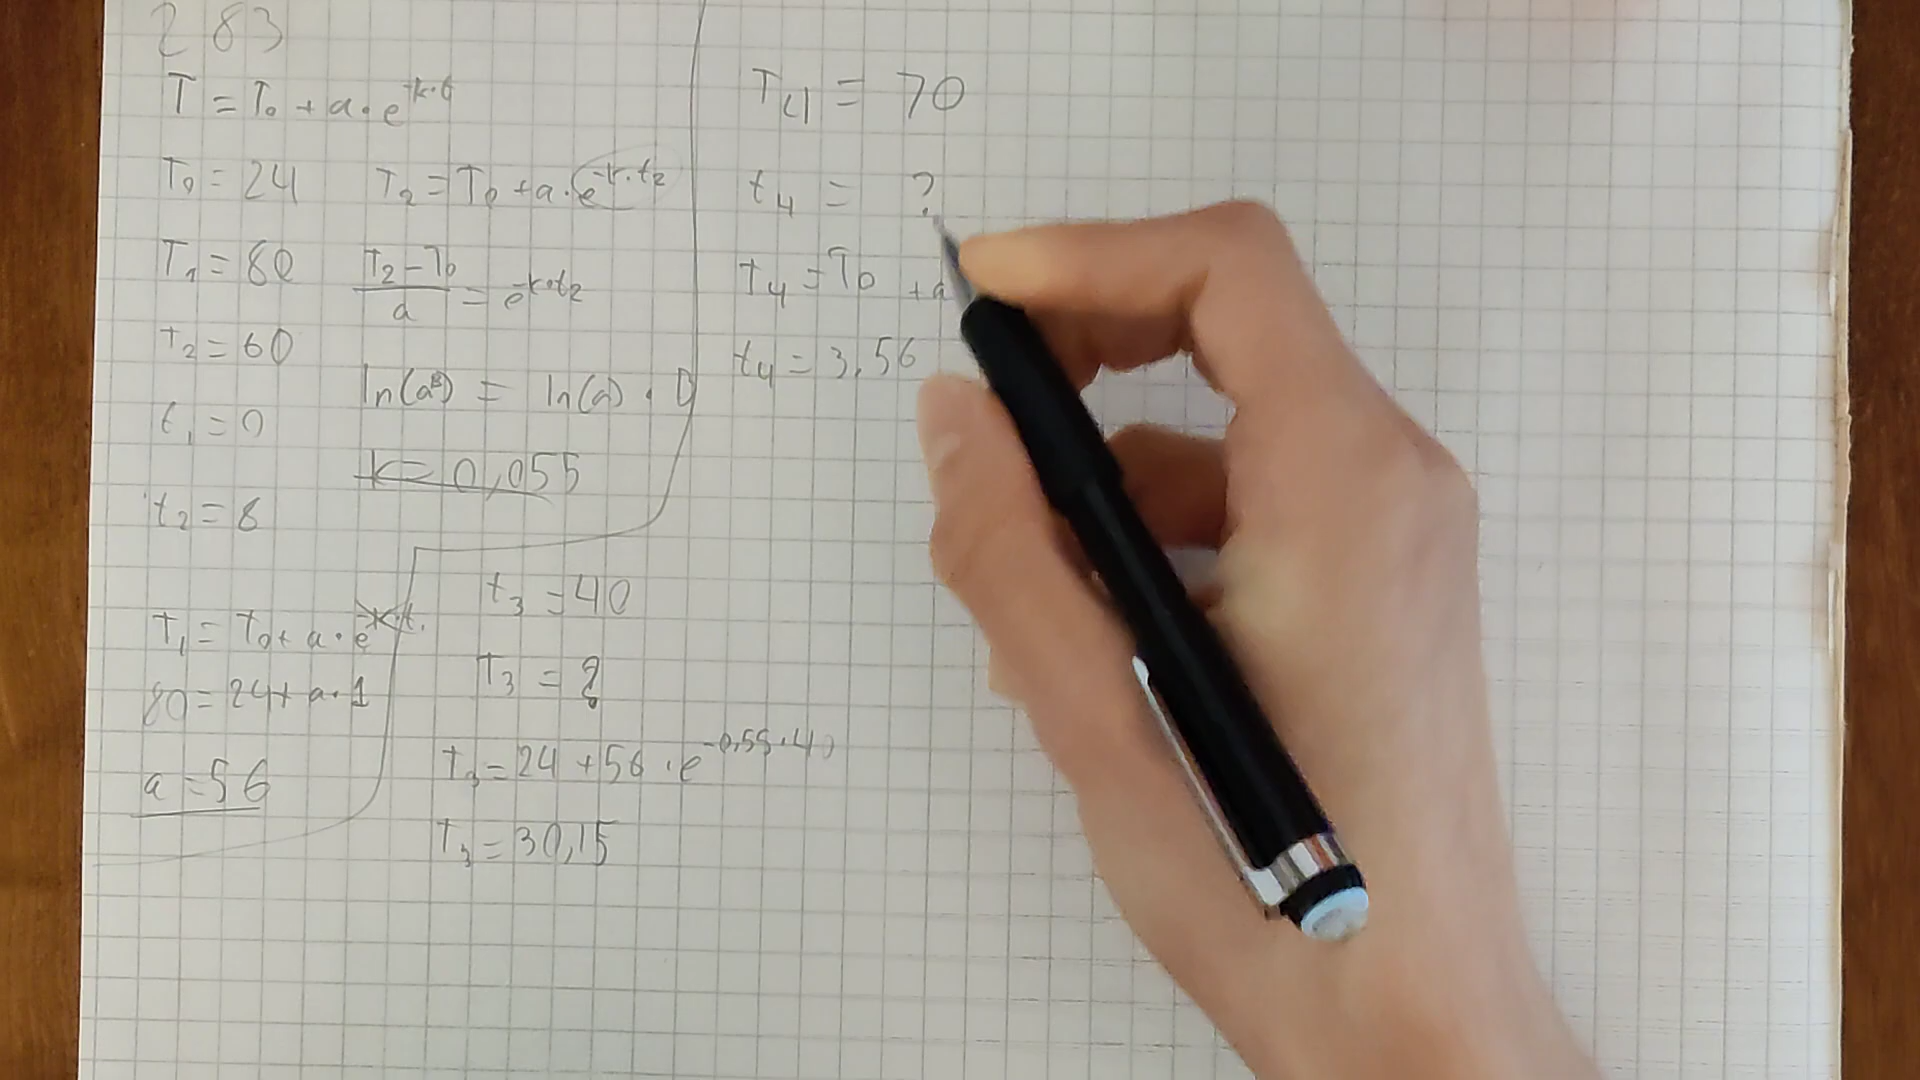 283
T = T₀ + a · e^-k·t
T₀ = 24
T₁ = 80
T₂ = 60
t₁ = 0
t₂ = 8
T₁ = T₀ + a · e
80 = 24 + a · 1
a = 56
T₂ = T₀ + a · e^-k·t₂
(T₂ - T₀)/a = e^-k·t₂
ln(aᴮ) = ln(a) ·
k = 0,055
t₃ = 40
T₃ = ?
T₃ = 24 + 56 · e^-0,55·40
T₃ = 30,15
T₄ = 70
t₄ = ?
T₄ = T₀ + a
t₄ = 3,56